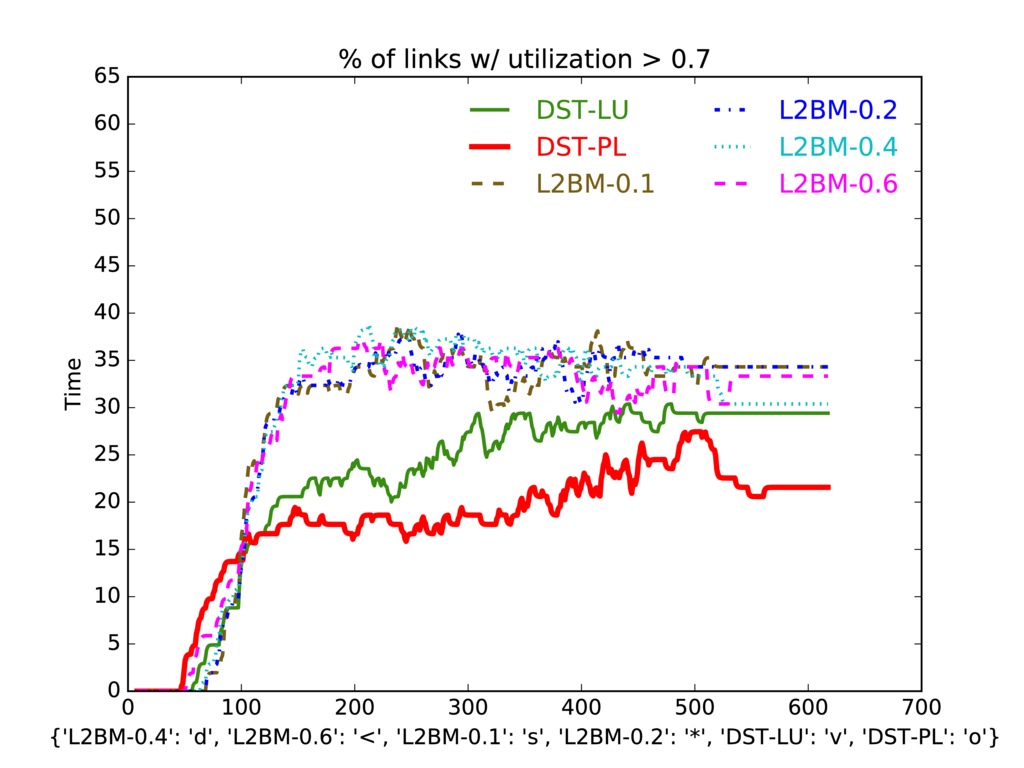 % of links w/ utilization > 0.7
65
60
55
50
45
40
35
30
25
20
15
10
5
0
Time
DST-LU
DST-PL
L2BM-0.1
L2BM-0.2
L2BM-0.4
L2BM-0.6
0 100 200 300 400 500 600 700
{'L2BM-0.4': 'd', 'L2BM-0.6': '<', 'L2BM-0.1': 's', 'L2BM-0.2': '*', 'DST-LU': 'v', 'DST-PL': 'o'}